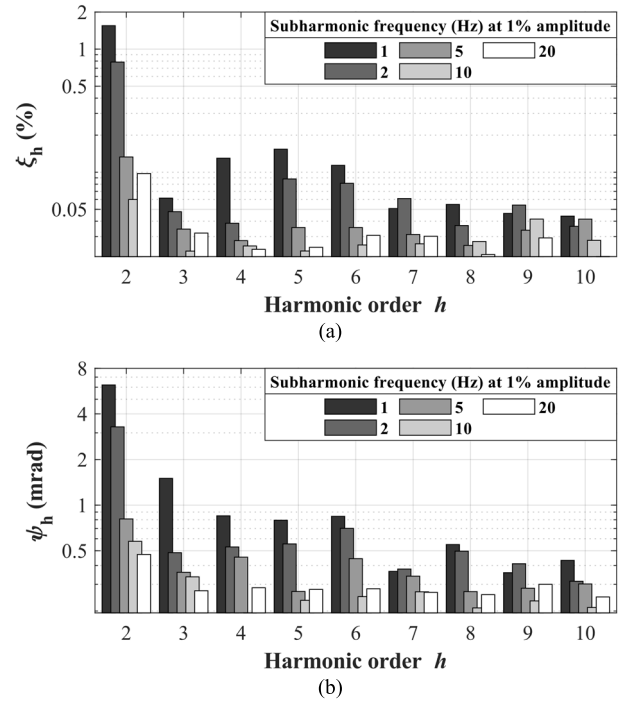 Subharmonic frequency (Hz) at 1% amplitude
1 5 20
2 10
2
1
0.5
0.05
ξh (%)
2 3 4 5 6 7 8 9 10
Harmonic order h
(a)
Subharmonic frequency (Hz) at 1% amplitude
1 5 20
2 10
8
4
2
1
0.5
ψh (mrad)
2 3 4 5 6 7 8 9 10
Harmonic order h
(b)